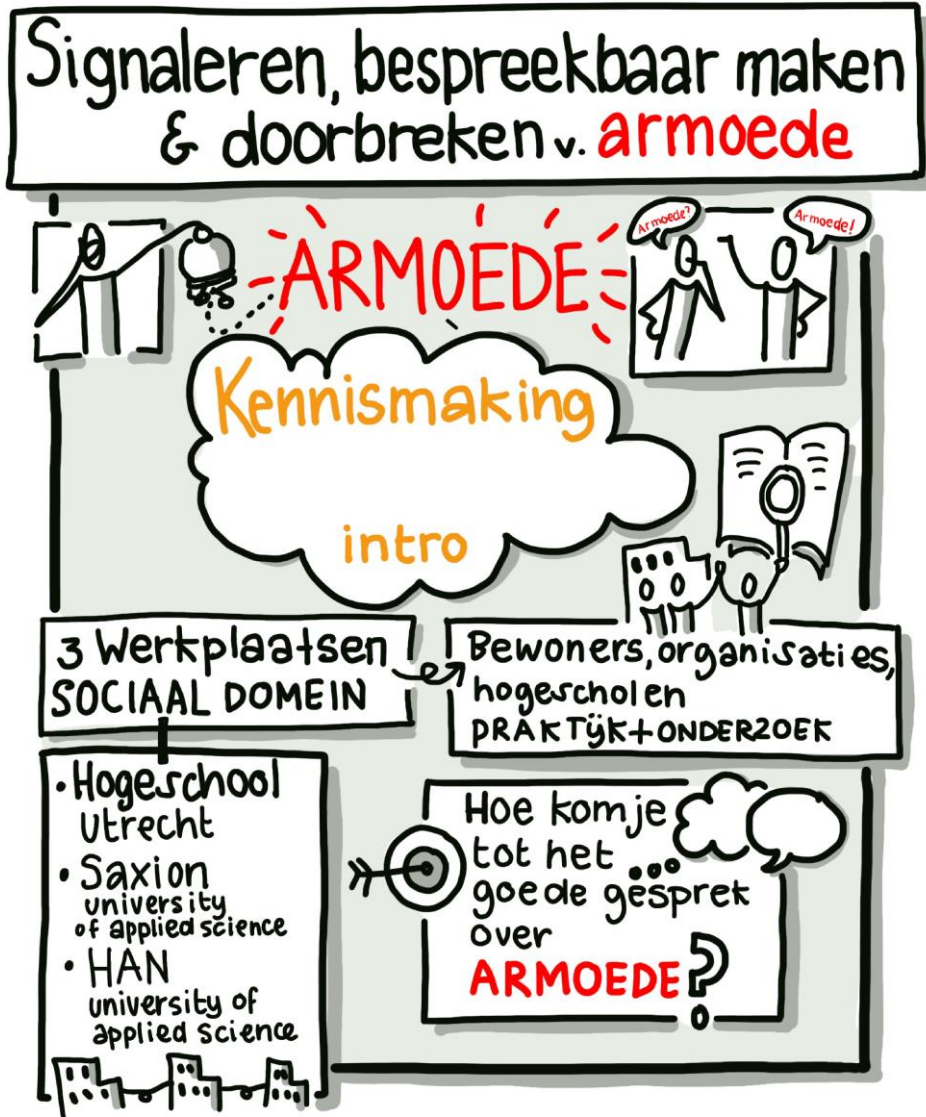 Signaleren, bespreekbaar maken
& doorbreken v. armoede
ARMOEDE
Armoede?
Armoede!
Kennismaking
intro
3 Werkplaatsen
SOCIAAL DOMEIN
Bewoners, organisaties,
hogescholen
PRAKTIJK+ONDERZOEK
• Hogeschool
Utrecht
• Saxion
university
of applied science
• HAN
university of
applied science
Hoe kom je
tot het
goede gesprek
over
ARMOEDE?